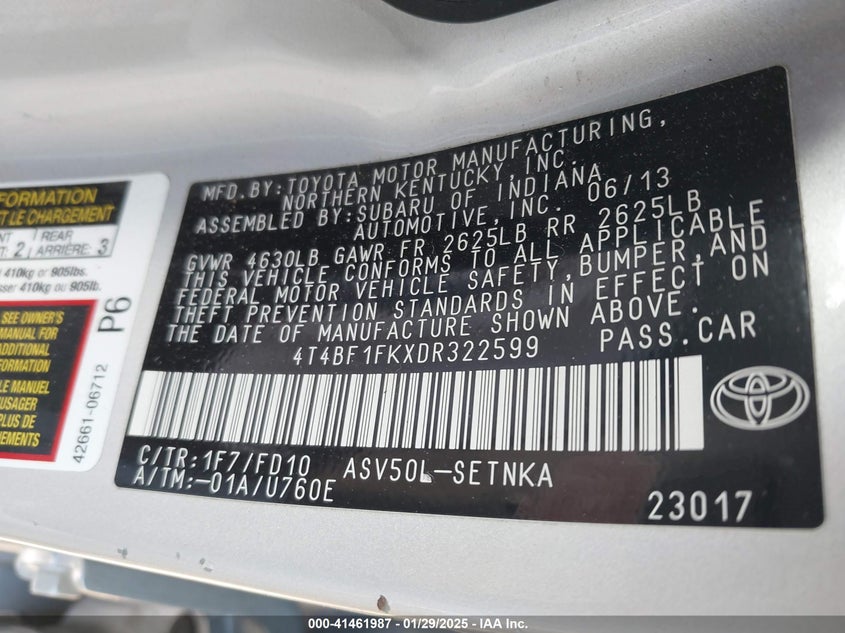 MFD.BY:TOYOTA MOTOR MANUFACTURING,
NORTHERN KENTUCKY,INC.
ASSEMBLED BY:SUBARU OF INDIANA
AUTOMOTIVE,INC. 06/13
GVWR 4630LB GAWR FR 2625LB RR 2625LB
THIS VEHICLE CONFORMS TO ALL APPLICABLE
FEDERAL MOTOR VEHICLE SAFETY,BUMPER,AND
THEFT PREVENTION STANDARDS IN EFFECT ON
THE DATE OF MANUFACTURE SHOWN ABOVE.
4T4BF1FKXDR322599 PASS.CAR
C/TR:1F7/FD10 ASV50L-SETNKA
A/TM:-01A/U760E
23017
FORMATION
LE CHARGEMENT
REAR
2 ARRIÈRE: 3
410kg or 905lbs.
410kg ou 905lb.
SEE OWNER'S
MANUAL FOR
ADDITIONAL
FORMATION
LE MANUEL
USAGER
PLUS DE
42661-06712
P6
000-41461987 - 01/29/2025 - IAA Inc.